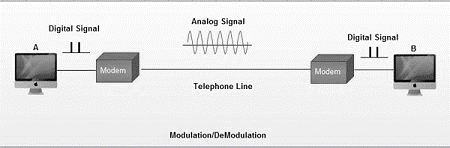 Analog Signal
Digital Signal
Digital Signal
A
B
Modem
Modem
Telephone Line
Modulation/DeModulation